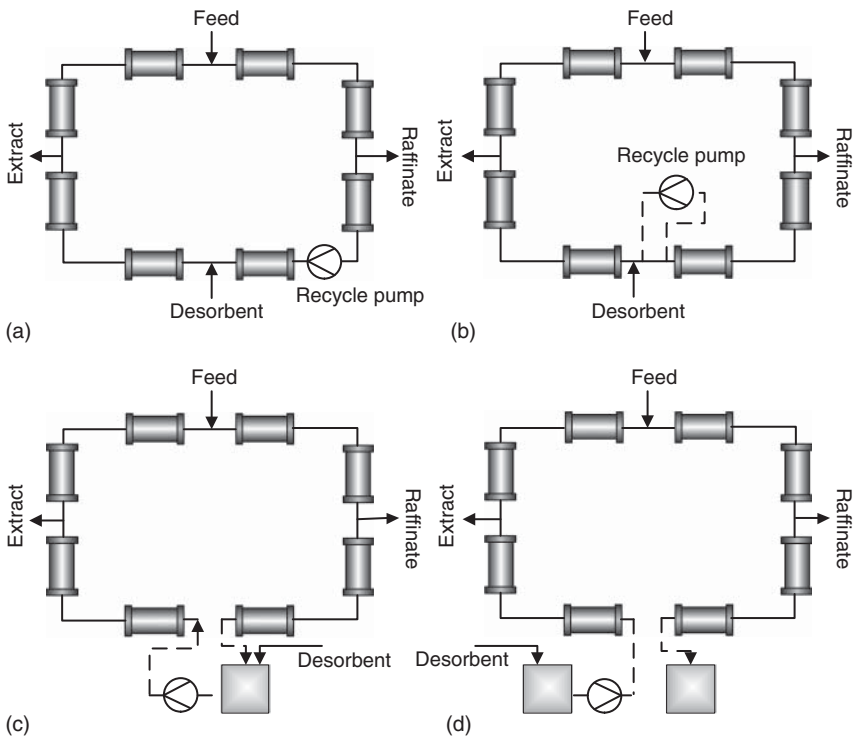 Feed
Extract
Raffinate
Recycle pump
Desorbent
(a)
Feed
Extract
Recycle pump
Raffinate
Desorbent
(b)
Feed
Extract
Raffinate
Desorbent
(c)
Feed
Extract
Raffinate
Desorbent
(d)